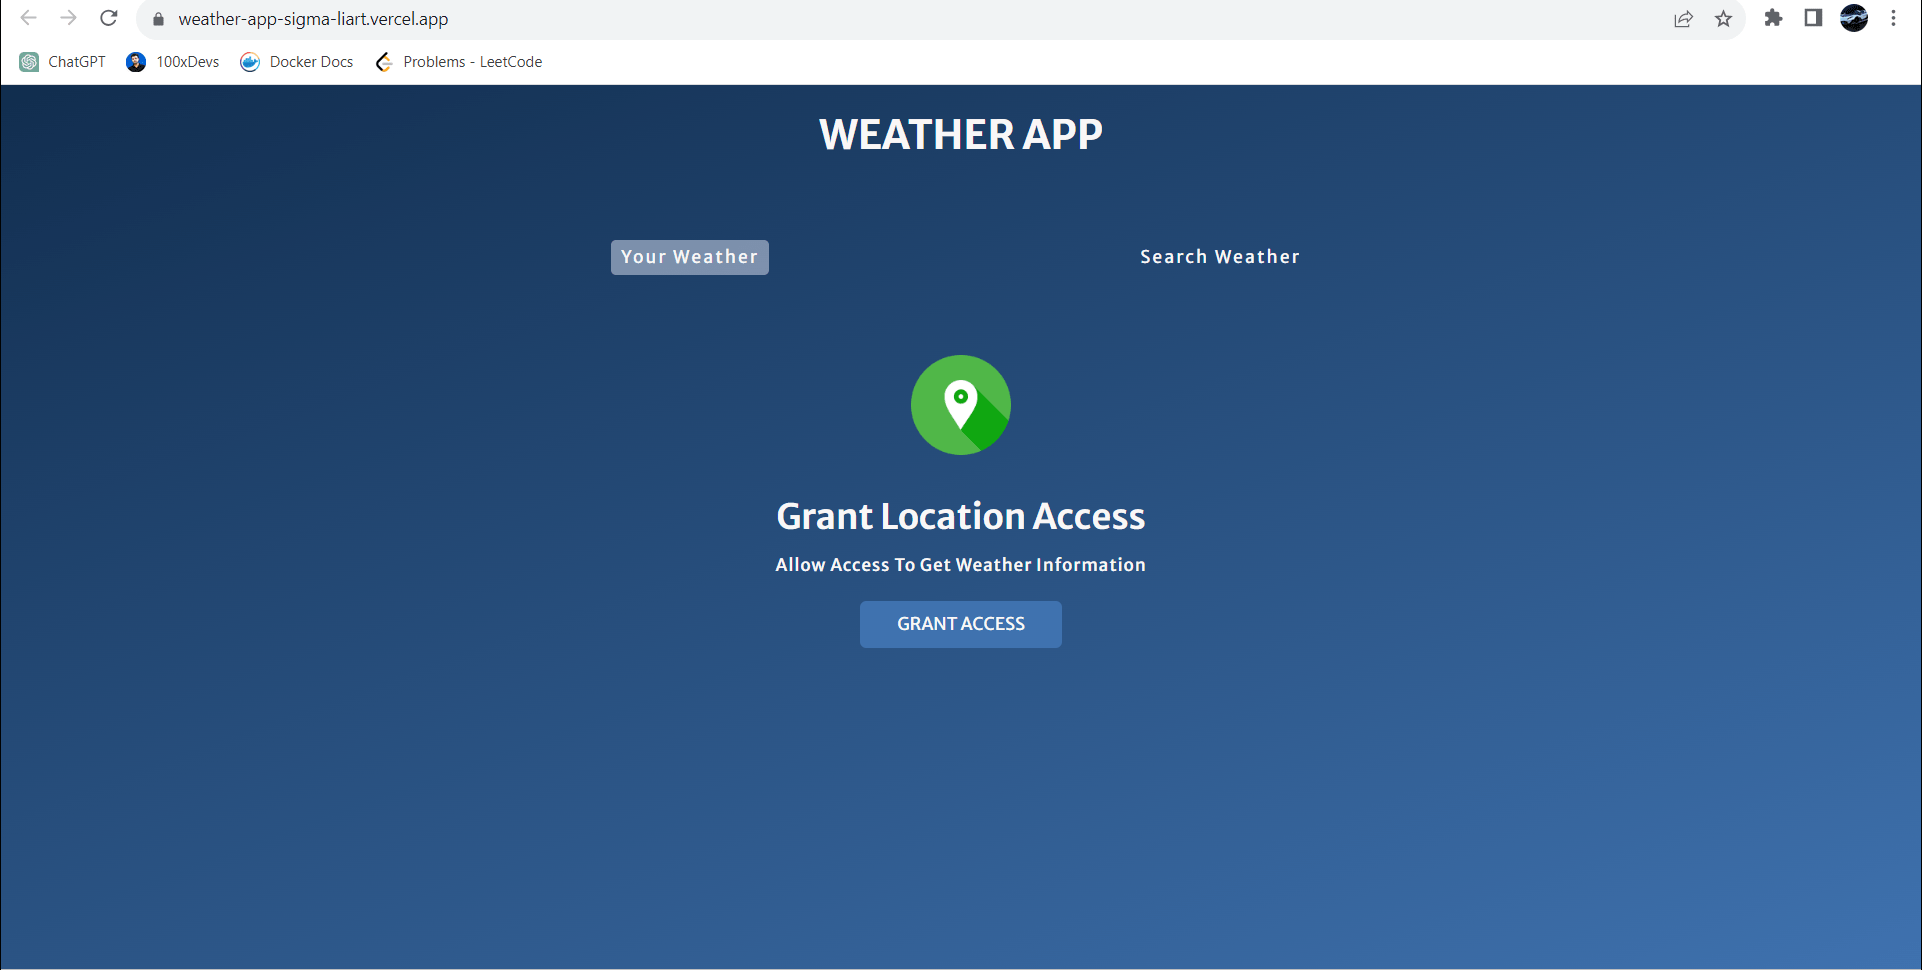 weather-app-sigma-liart.vercel.app
ChatGPT 100xDevs Docker Docs Problems - LeetCode
WEATHER APP
Your Weather Search Weather
Grant Location Access
Allow Access To Get Weather Information
GRANT ACCESS